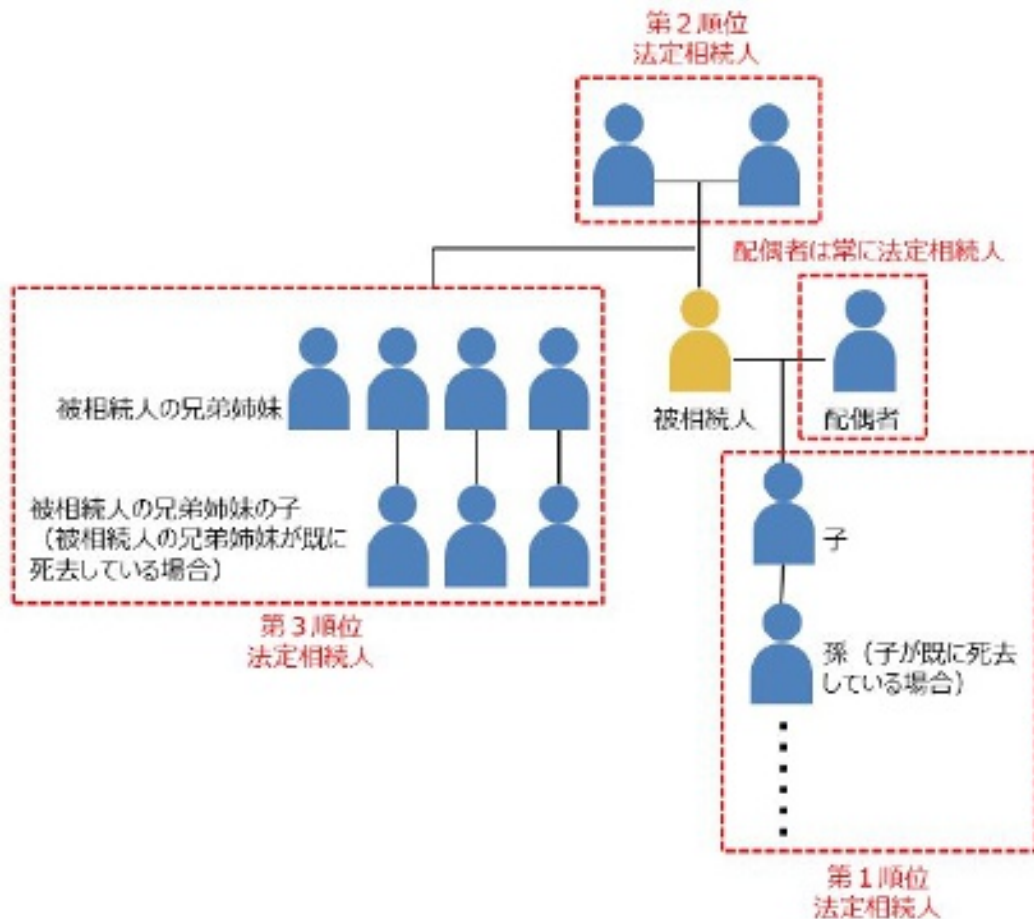 第２順位
法定相続人
配偶者は常に法定相続人
被相続人の兄弟姉妹
被相続人
配偶者
被相続人の兄弟姉妹の子
（被相続人の兄弟姉妹が既に
死去している場合）
子
第３順位
法定相続人
孫（子が既に死去
している場合）
第１順位
法定相続人